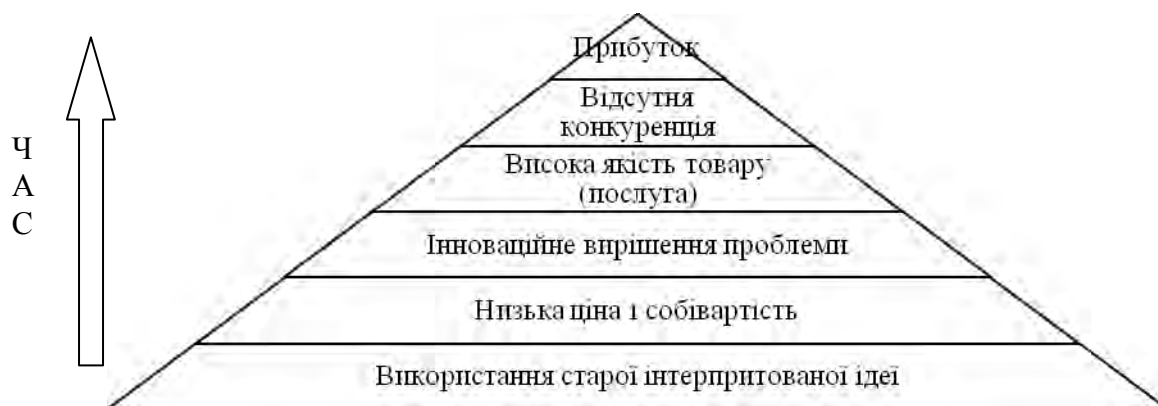 Прибуток
Відсутня
конкуренція
Висока якість товару
(послуга)
Ч
А
С
Інноваційне вирішення проблеми
Низька ціна і собівартість
Використання старої інтерпритованої ідеї